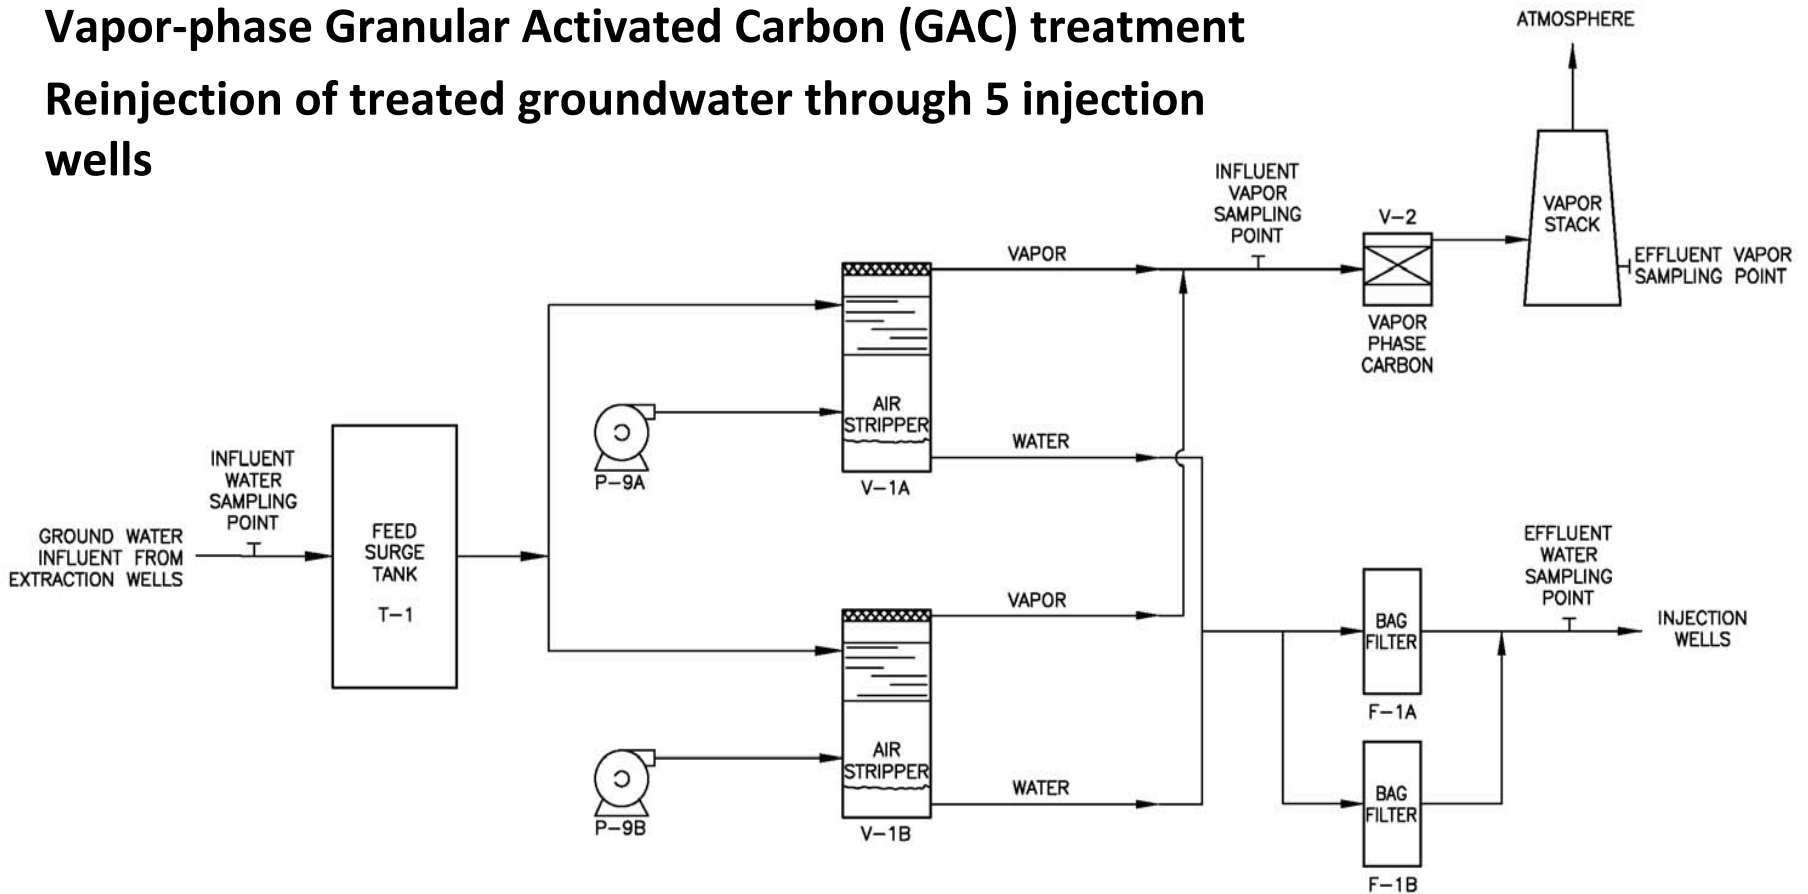 Vapor-phase Granular Activated Carbon (GAC) treatment
Reinjection of treated groundwater through 5 injection
wells
ATMOSPHERE
VAPOR
STACK
EFFLUENT VAPOR
SAMPLING POINT
INFLUENT
VAPOR
SAMPLING
POINT
V-2
VAPOR
PHASE
CARBON
VAPOR
AIR
STRIPPER
V-1A
WATER
P-9A
INFLUENT
WATER
SAMPLING
POINT
GROUND WATER
INFLUENT FROM
EXTRACTION WELLS
FEED
SURGE
TANK
T-1
VAPOR
AIR
STRIPPER
V-1B
WATER
P-9B
BAG
FILTER
F-1A
BAG
FILTER
F-1B
EFFLUENT
WATER
SAMPLING
POINT
INJECTION
WELLS